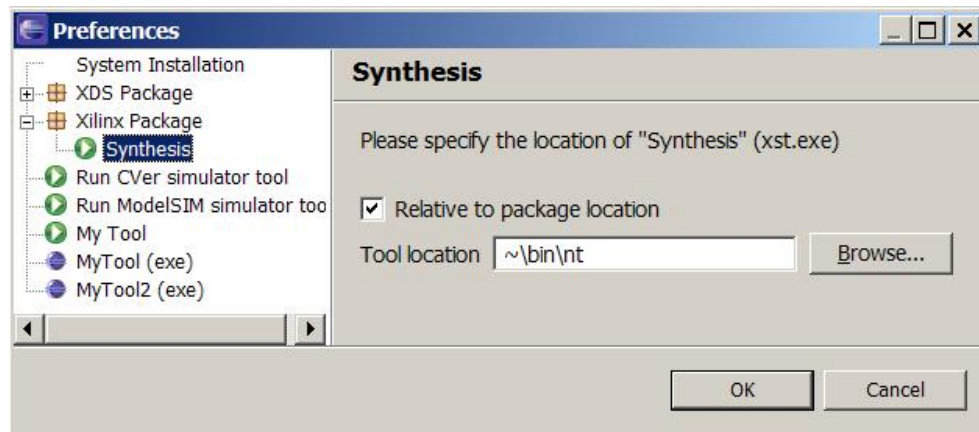 Preferences
System Installation
XDS Package
Xilinx Package
Synthesis
Run CVer simulator tool
Run ModelSIM simulator too
My Tool
MyTool (exe)
MyTool2 (exe)
Synthesis
Please specify the location of "Synthesis" (xst.exe)
Relative to package location
Tool location ~\bin\nt Browse...
OK Cancel